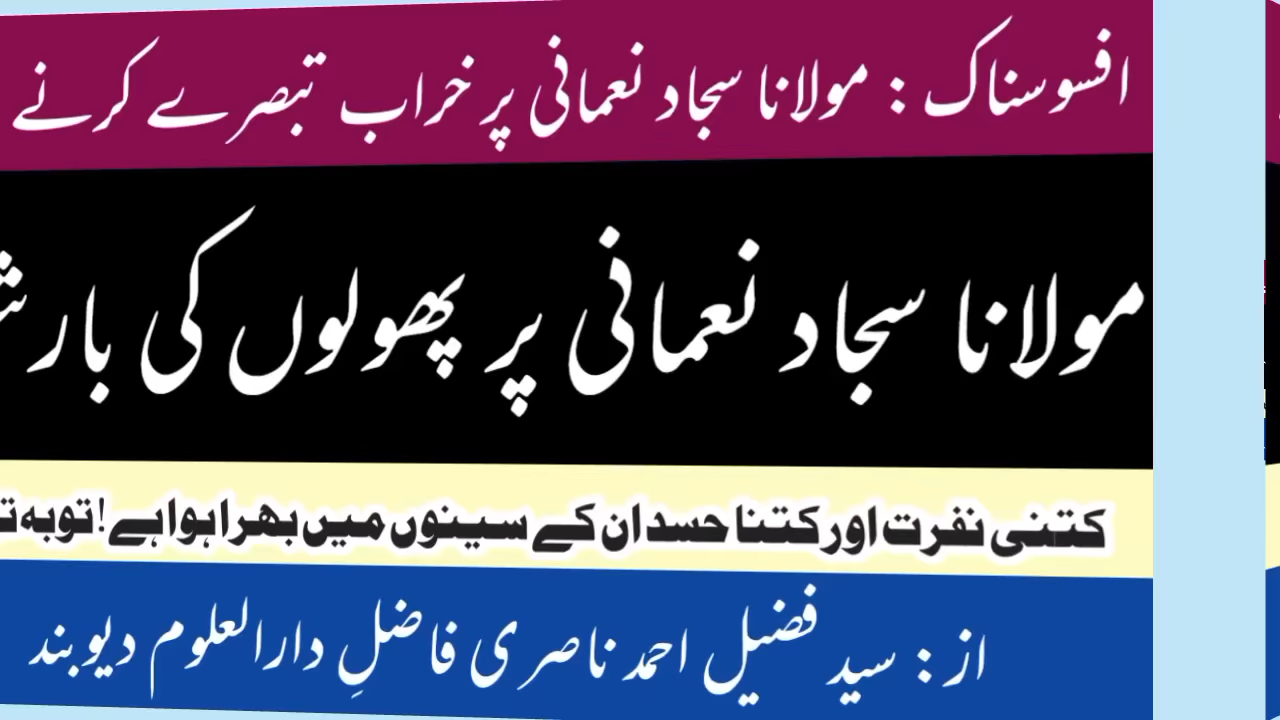 افسوسناک : مولانا سجاد نعمانی پر خراب تبصرے کرنے
مولانا سجاد نعمانی پر پھولوں کی بارش
کتنی نفرت اور کتنا حسد ان کے سینوں میں بھرا ہوا ہے! توبہ
از : سید فضیل احمد ناصری فاضلِ دارالعلوم دیوبند